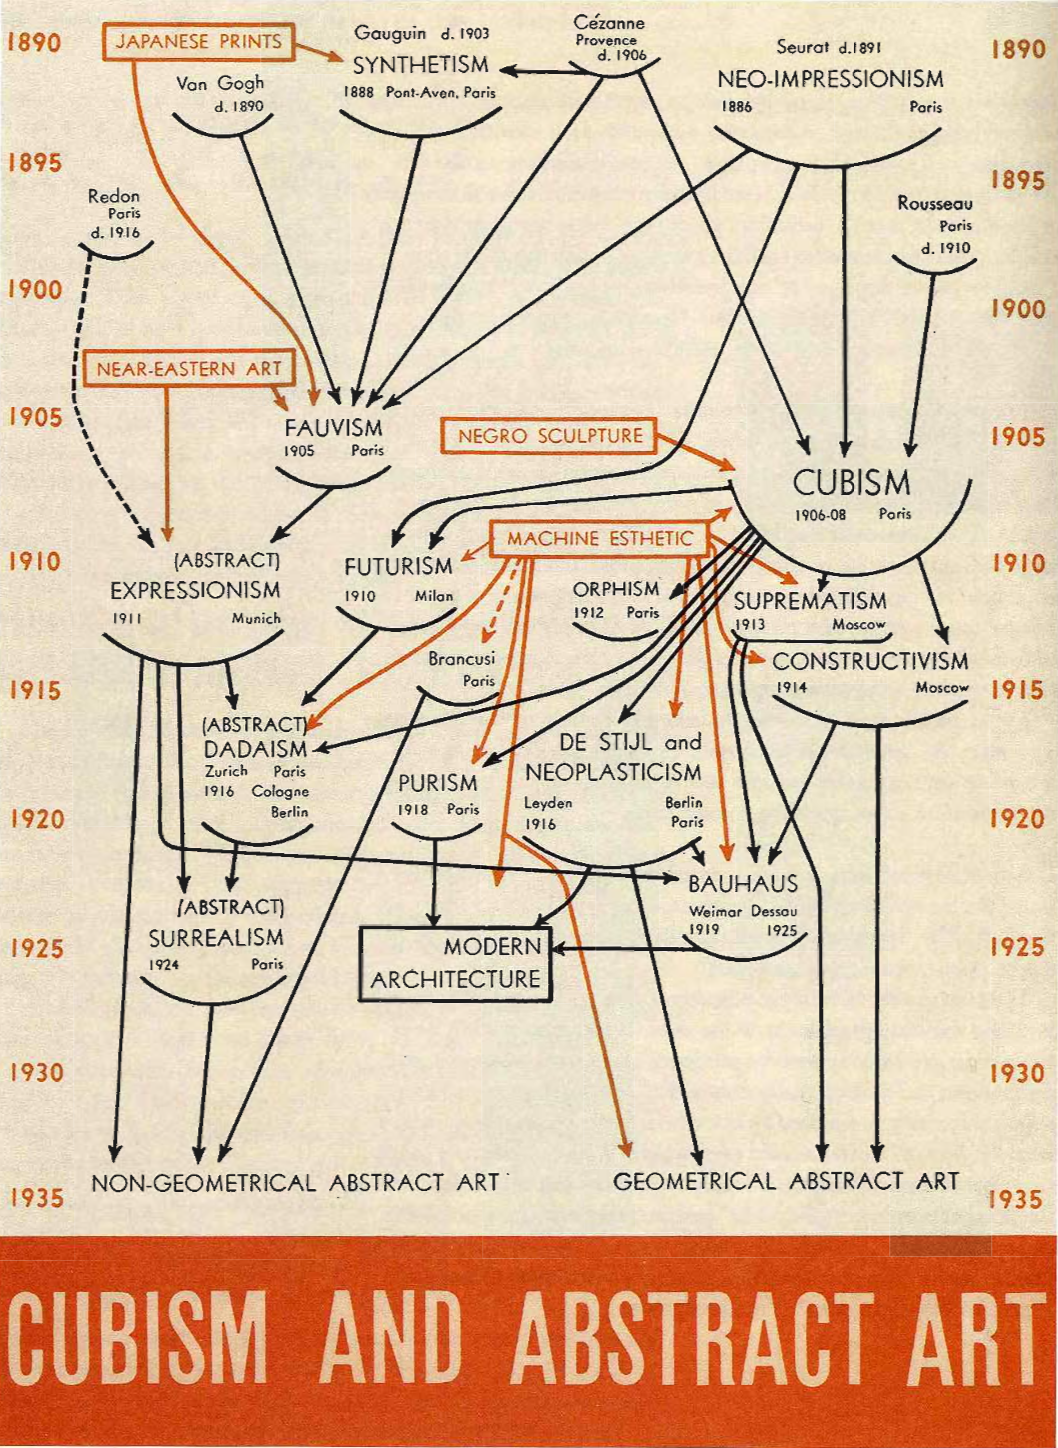 1890
JAPANESE PRINTS
Gauguin d. 1903
SYNTHETISM
1888 Pont-Aven, Paris
Cézanne
Provence
d. 1906
Seurat d.1891
NEO-IMPRESSIONISM
1886 Paris
1890
Van Gogh
d. 1890
1895
1895
Redon
Paris
d. 1916
Rousseau
Paris
d. 1910
1900
1900
NEAR-EASTERN ART
1905
FAUVISM
1905 Paris
NEGRO SCULPTURE
1905
CUBISM
1906-08 Paris
1910
(ABSTRACT)
EXPRESSIONISM
1911 Munich
FUTURISM
1910 Milan
MACHINE ESTHETIC
ORPHISM
1912 Paris
SUPREMATISM
1913 Moscow
1910
Brancusi
Paris
CONSTRUCTIVISM
1914 Moscow
1915
1915
(ABSTRACT)
DADAISM
Zurich Paris
1916 Cologne
Berlin
PURISM
1918 Paris
DE STIJL and
NEOPLASTICISM
Leyden Berlin
1916 Paris
1920
1920
BAUHAUS
Weimar Dessau
1919 1925
(ABSTRACT)
SURREALISM
1924 Paris
1925
MODERN
ARCHITECTURE
1925
1930
1930
NON-GEOMETRICAL ABSTRACT ART
GEOMETRICAL ABSTRACT ART
1935
1935
CUBISM AND ABSTRACT ART